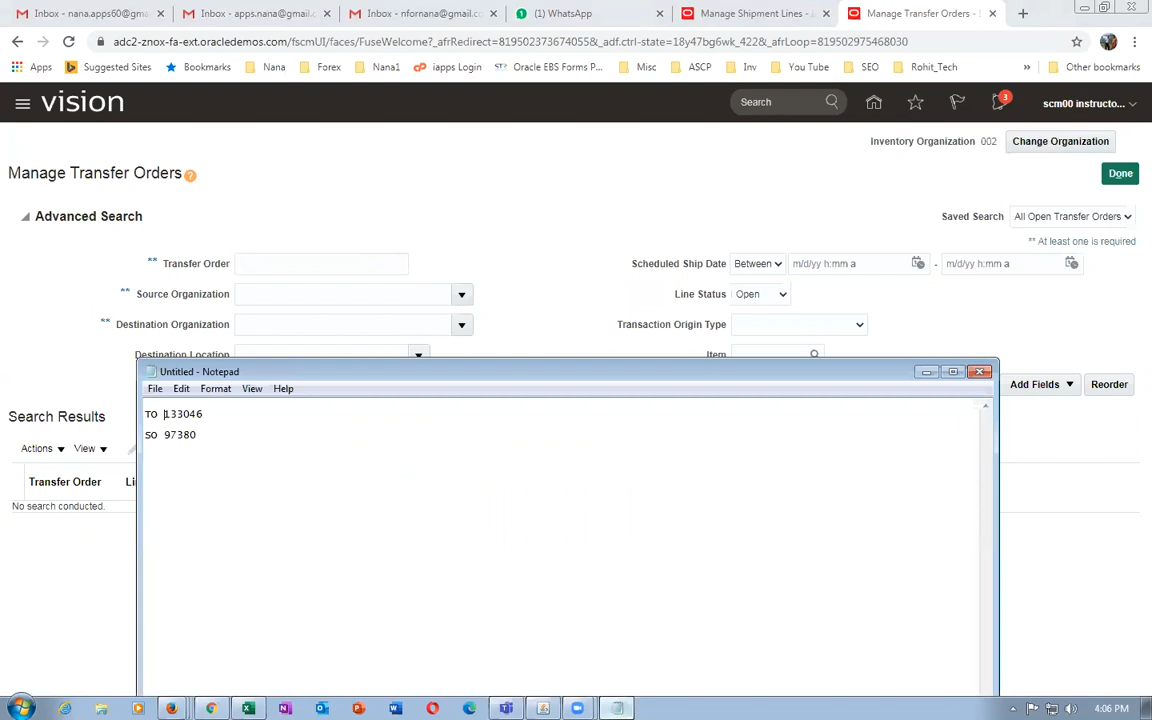 Inbox - nana.apps60@gma
Inbox - apps.nana@gmail.c
Inbox - nfornana@gmail.c
(1) WhatsApp
Manage Shipment Lines -
Manage Transfer Orders -
adc2-znox-fa-ext.oracledemos.com/fscmUI/faces/FuseWelcome?_afrRedirect=8195023736740558&_adf.ctrl-state=18y47bg6wk_422&_afrLoop=819502975468030
Apps Suggested Sites Bookmarks Nana Forex Nana1 iapps Login Oracle EBS Forms P... Misc ASCP Inv You Tube SEO Rohit_Tech » Other bookmarks
vision
Search
3
scm00 instructo...
Inventory Organization 002 Change Organization
Manage Transfer Orders
Done
Advanced Search
Saved Search All Open Transfer Orders
** At least one is required
** Transfer Order
Scheduled Ship Date Between m/d/yy h:mm a - m/d/yy h:mm a
** Source Organization
Line Status Open
** Destination Organization
Transaction Origin Type
Destination Location
Item
Untitled - Notepad
File Edit Format View Help
Add Fields Reorder
TO 133046
SO 97380
Search Results
Actions View
Transfer Order Li
No search conducted.
4:06 PM